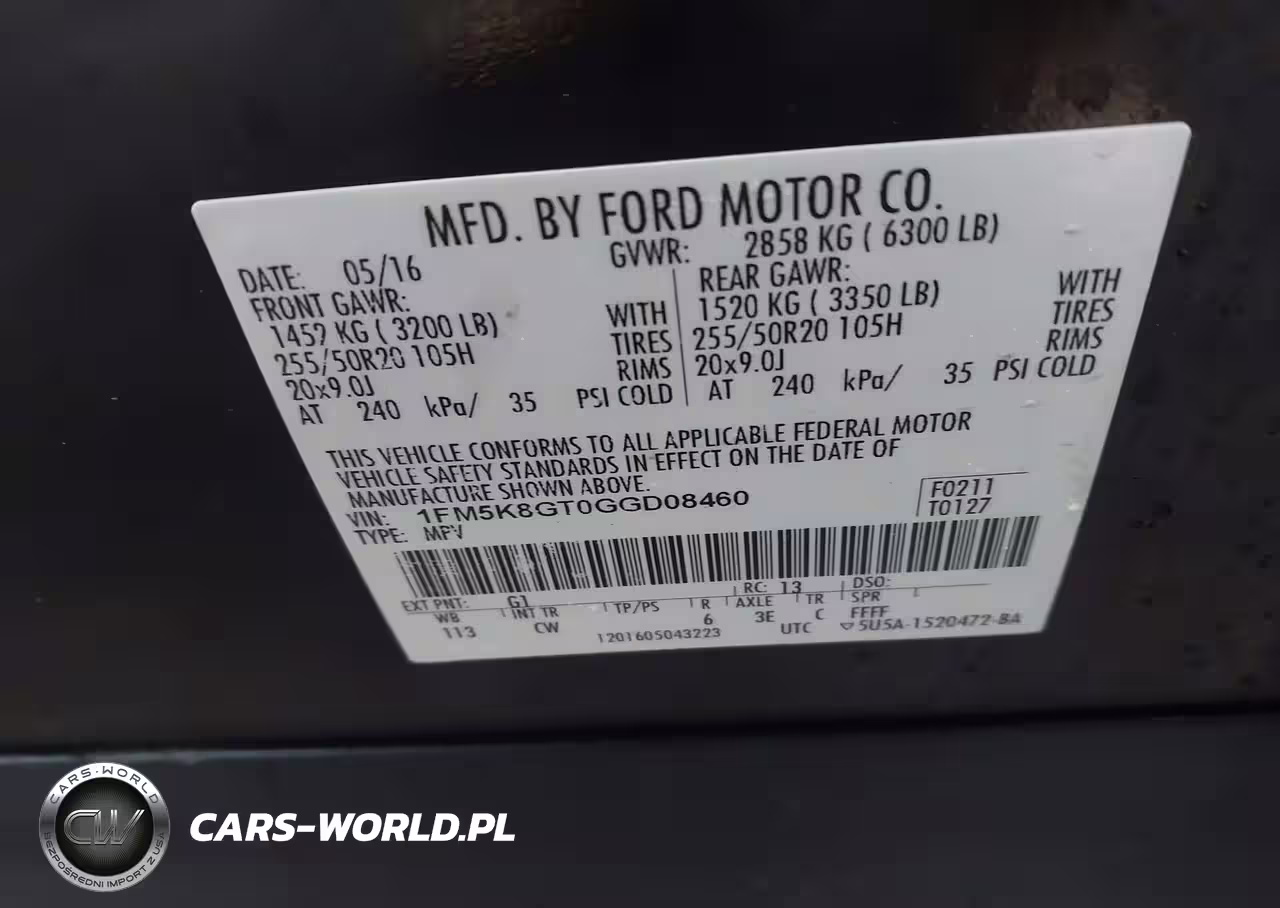 MFD. BY FORD MOTOR CO.
DATE: 05/16 GVWR: 2858 KG ( 6300 LB)
FRONT GAWR: REAR GAWR:
1452 KG ( 3200 LB) WITH 1520 KG ( 3350 LB) WITH
255/50R20 105H TIRES 255/50R20 105H TIRES
20x9.0J RIMS 20x9.0J RIMS
AT 240 kPa/ 35 PSI COLD AT 240 kPa/ 35 PSI COLD
THIS VEHICLE CONFORMS TO ALL APPLICABLE FEDERAL MOTOR
VEHICLE SAFETY STANDARDS IN EFFECT ON THE DATE OF
MANUFACTURE SHOWN ABOVE.
VIN: 1FM5K8GT0GGD08460 F0211
TYPE: MPV T0127
EXT PNT: G1 RC: 13 DSO:
WB INT TR TP/PS R AXLE TR SPR
113 CW 6 3E C FFFF
1201605043223 UTC 5U5A-1520472-BA
CARS-WORLD
CW
BEZPOŚREDNI IMPORT Z USA
CARS-WORLD.PL